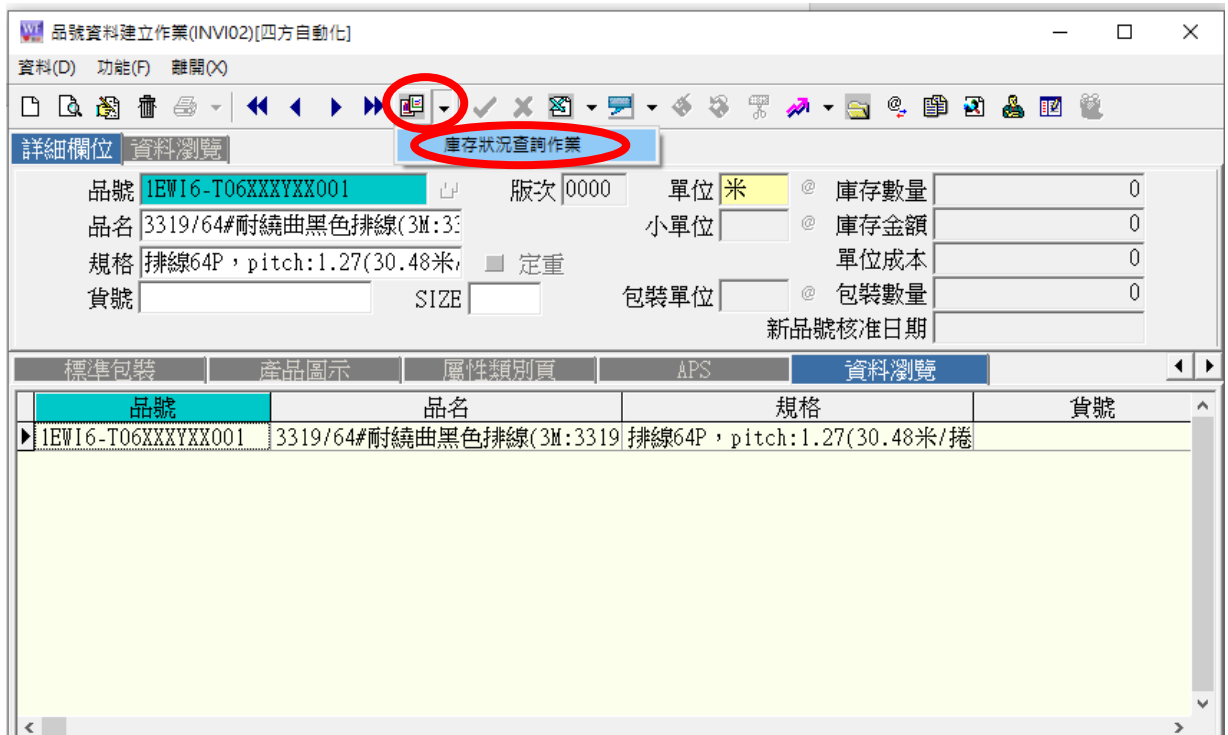 品號資料建立作業(INVI02)[四方自動化]
資料(D) 功能(F) 離開(X)
庫存狀況查詢作業
詳細欄位 資料瀏覽
品號 1EWI6-T06XXXYXX001 版次 0000 單位 米 @ 庫存數量 0
品名 3319/64#耐繞曲黑色排線(3M:33 小單位 @ 庫存金額 0
規格 排線64P,pitch:1.27(30.48米/ 定重 單位成本 0
貨號 SIZE 包裝單位 @ 包裝數量 0
新品號核准日期
標準包裝 產品圖示 屬性類別頁 APS 資料瀏覽
品號 品名 規格 貨號
1EWI6-T06XXXYXX001 3319/64#耐繞曲黑色排線(3M:3319 排線64P,pitch:1.27(30.48米/捲